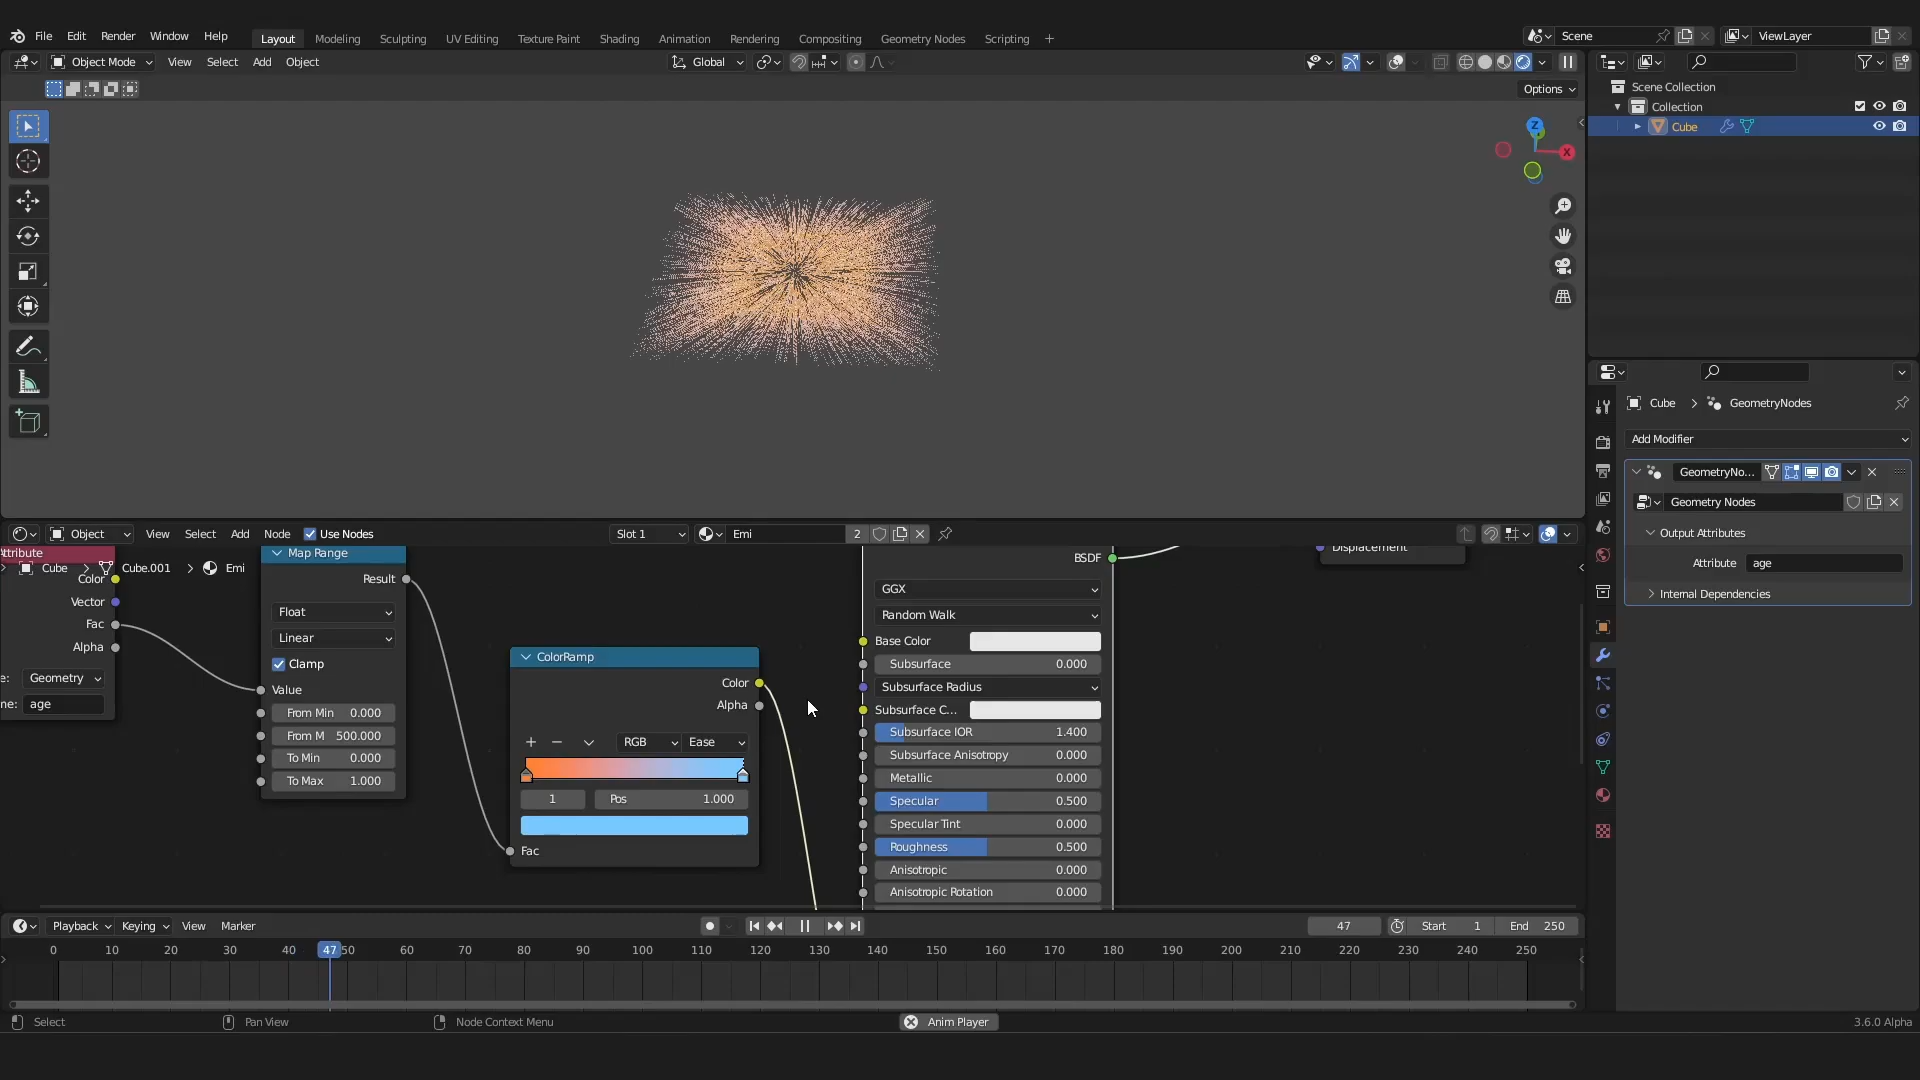 File Edit Render Window Help Layout Modeling Sculpting UV Editing Texture Paint Shading Animation Rendering Compositing Geometry Nodes Scripting + Scene ViewLayer
Object Mode View Select Add Object Global
Options
Z
X
Scene Collection
Collection
Cube
Cube GeometryNodes
Add Modifier
GeometryNo...
Geometry Nodes
Output Attributes
Attribute age
Internal Dependencies
Object View Select Add Node Use Nodes Slot 1 Emi 2
ttribute
Cube Cube.001 Emi
Color
Vector
Fac
Alpha
e: Geometry
me: age
Map Range
Result
Float
Linear
Clamp
Value
From Min 0.000
From M 500.000
To Min 0.000
To Max 1.000
ColorRamp
Color
Alpha
RGB Ease
1 Pos 1.000
Fac
BSDF
GGX
Random Walk
Base Color
Subsurface 0.000
Subsurface Radius
Subsurface C...
Subsurface IOR 1.400
Subsurface Anisotropy 0.000
Metallic 0.000
Specular 0.500
Specular Tint 0.000
Roughness 0.500
Anisotropic 0.000
Anisotropic Rotation 0.000
Displacement
Playback Keying View Marker 47 Start 1 End 250
0 10 20 30 40 47 50 60 70 80 90 100 110 120 130 140 150 160 170 180 190 200 210 220 230 240 250
Select Pan View Node Context Menu Anim Player 3.6.0 Alpha